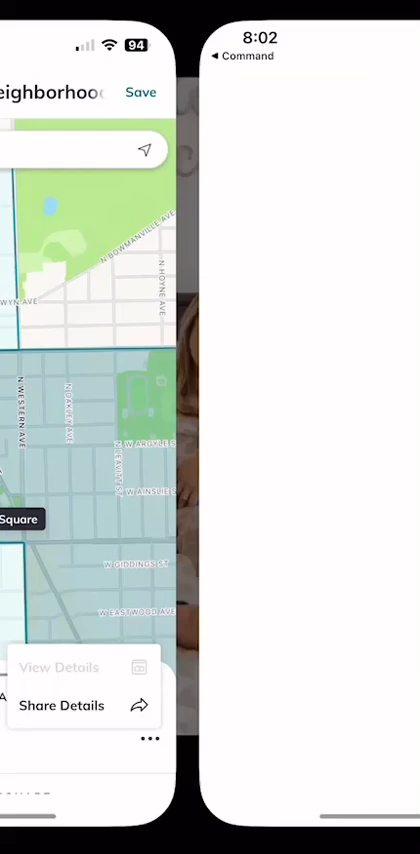 94
eighborhoo
Save
N BOWMANVILLE AVE
N HOYNE AVE
WYN AVE
N WESTERN AVE
N OAKLEY AVE
N LEAVITT ST
W ARGYLE S
W AINSLIE S
Square
W GIDDINGS ST
W EASTWOOD AVE
View Details
A
Share Details
8:02
Command